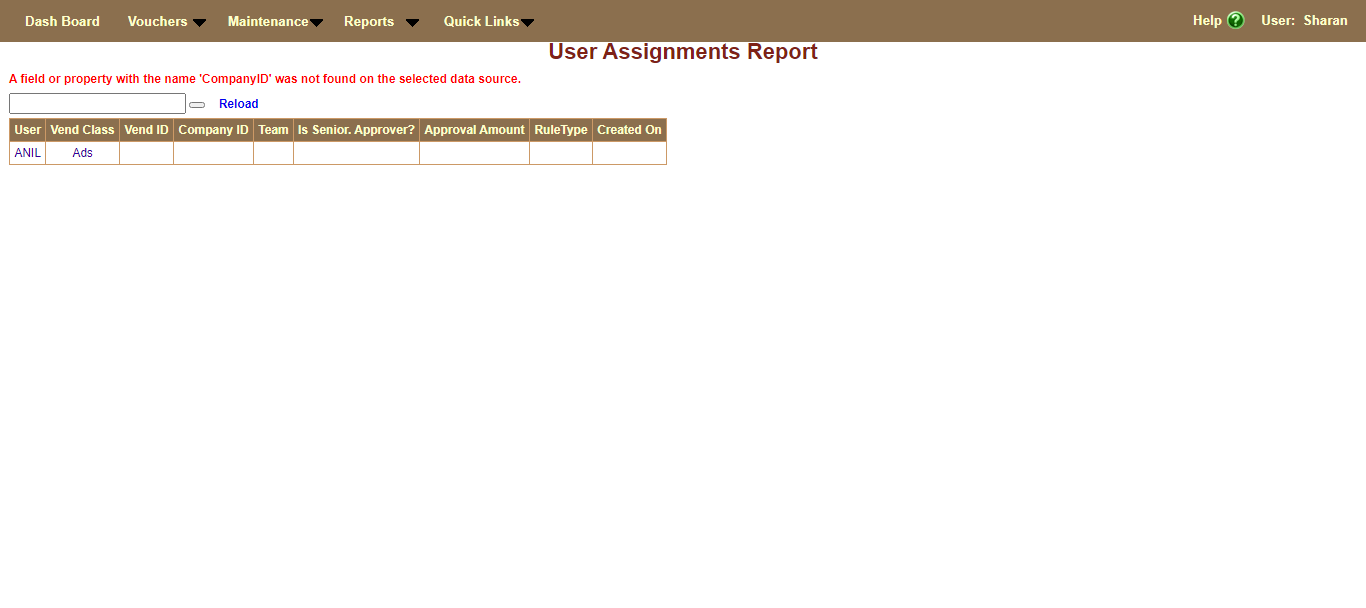 Dash Board Vouchers Maintenance Reports Quick Links Help ? User: Sharan
User Assignments Report
A field or property with the name 'CompanyID' was not found on the selected data source.
Reload
User Vend Class Vend ID Company ID Team Is Senior. Approver? Approval Amount RuleType Created On
ANIL Ads